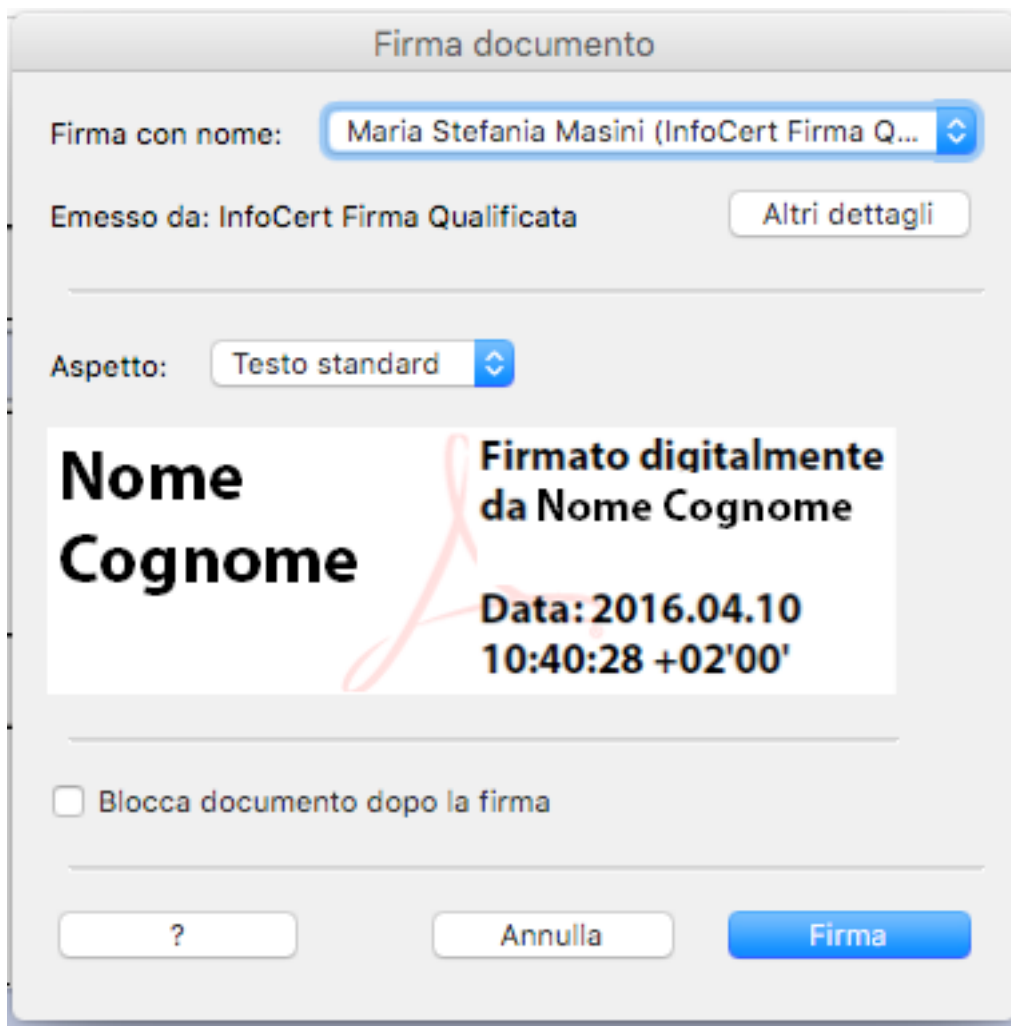 Firma documento
Firma con nome: Maria Stefania Masini (InfoCert Firma Q...
Emesso da: InfoCert Firma Qualificata Altri dettagli
Aspetto: Testo standard
Nome
Cognome
Firmato digitalmente
da Nome Cognome
Data: 2016.04.10
10:40:28 +02'00'
Blocca documento dopo la firma
? Annulla Firma